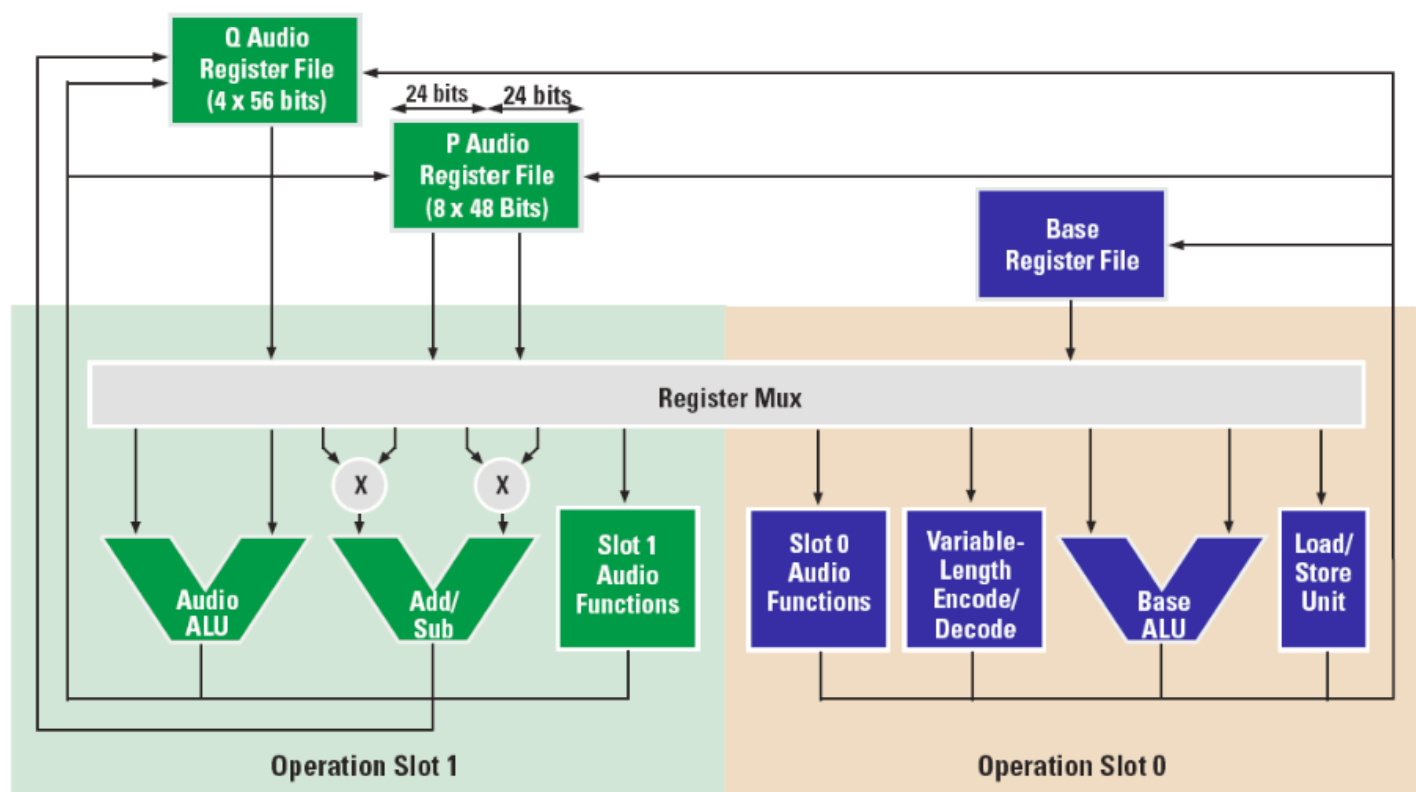 Q Audio
Register File
(4 x 56 bits)
24 bits 24 bits
P Audio
Register File
(8 x 48 Bits)
Base
Register File
Register Mux
X
X
Audio
ALU
Add/
Sub
Slot 1
Audio
Functions
Slot 0
Audio
Functions
Variable-
Length
Encode/
Decode
Base
ALU
Load/
Store
Unit
Operation Slot 1
Operation Slot 0